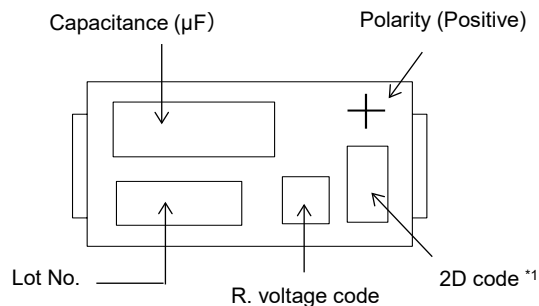 Capacitance (µF)
Polarity (Positive)
+
Lot No.
R. voltage code
2D code *1